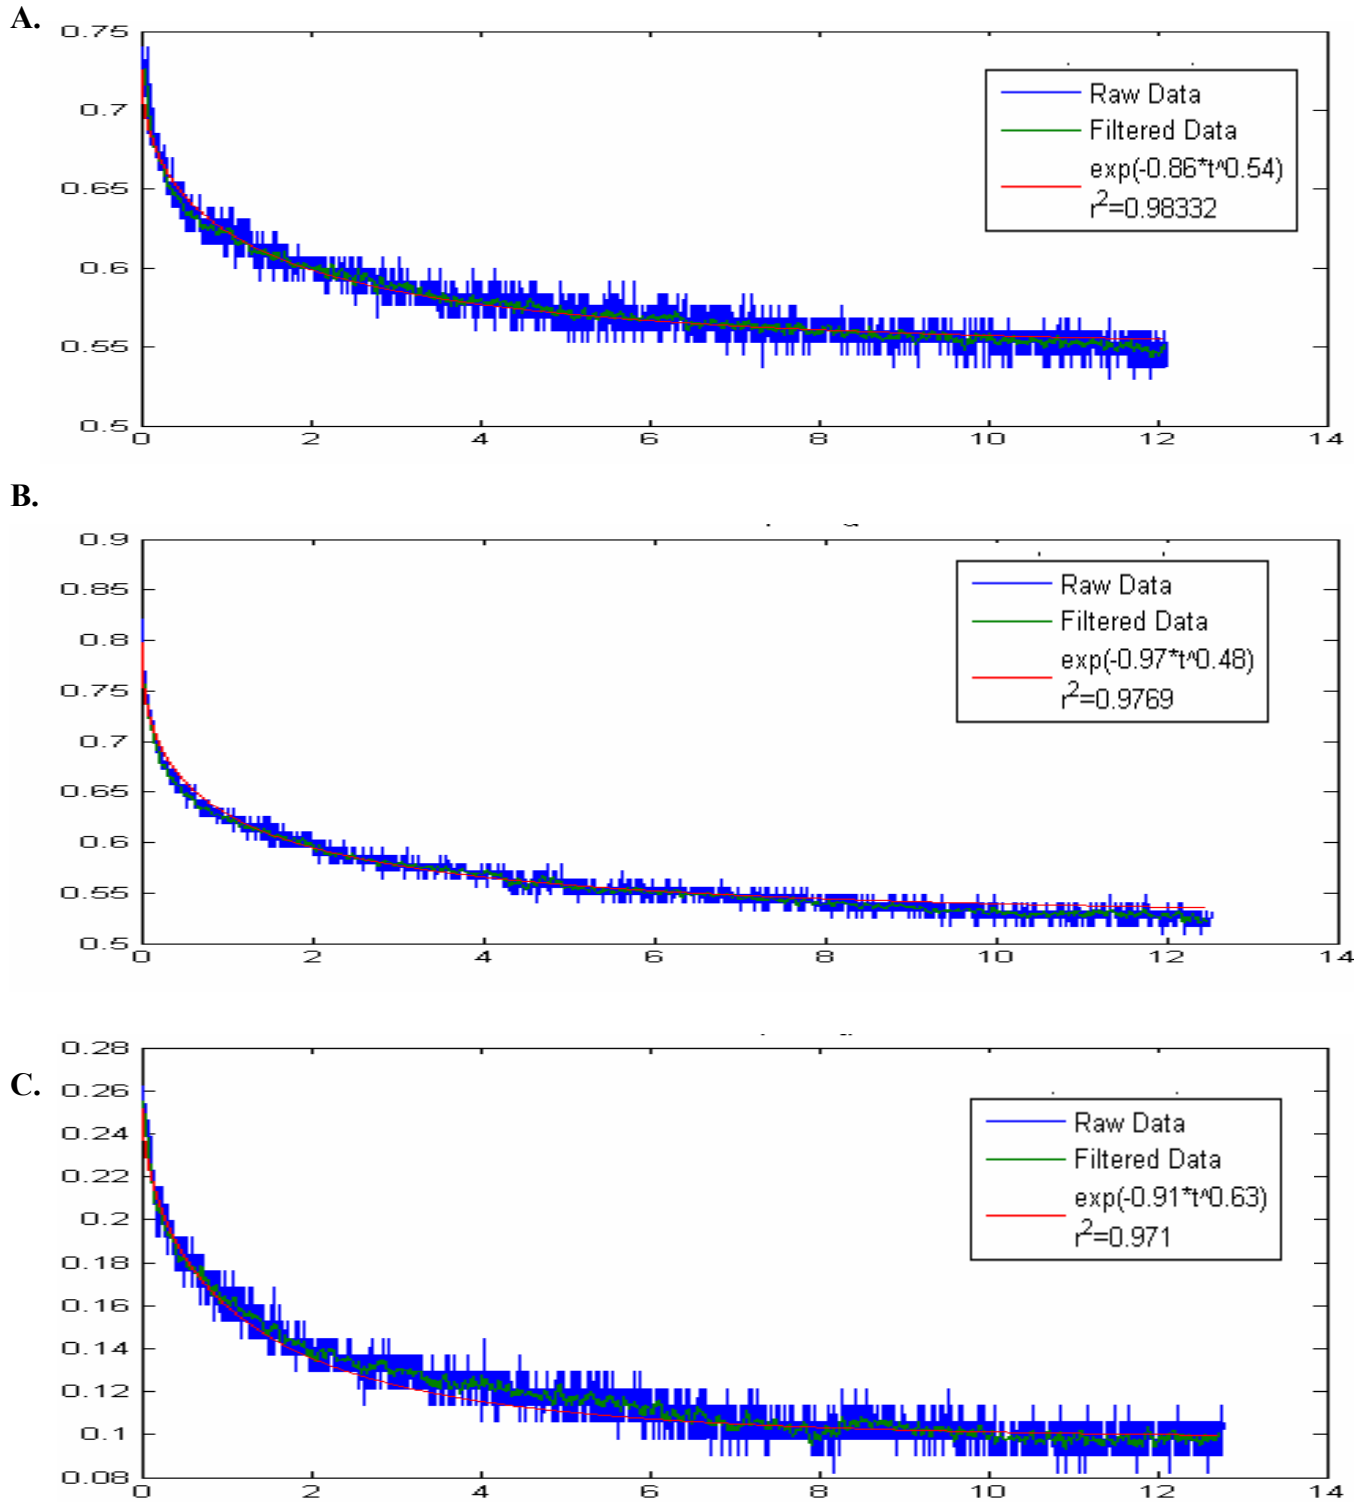 A.
0.75
0.7
0.65
0.6
0.55
0.5
0 2 4 6 8 10 12 14
Raw Data
Filtered Data
exp(-0.86*t^0.54)
r²=0.98332
B.
0.9
0.85
0.8
0.75
0.7
0.65
0.6
0.55
0.5
0 2 4 6 8 10 12 14
Raw Data
Filtered Data
exp(-0.97*t^0.48)
r²=0.9769
C.
0.28
0.26
0.24
0.22
0.2
0.18
0.16
0.14
0.12
0.1
0.08
0 2 4 6 8 10 12 14
Raw Data
Filtered Data
exp(-0.91*t^0.63)
r²=0.971